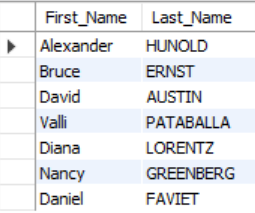 First_Name Last_Name
Alexander HUNOLD
Bruce ERNST
David AUSTIN
Valli PATABALLA
Diana LORENTZ
Nancy GREENBERG
Daniel FAVIET